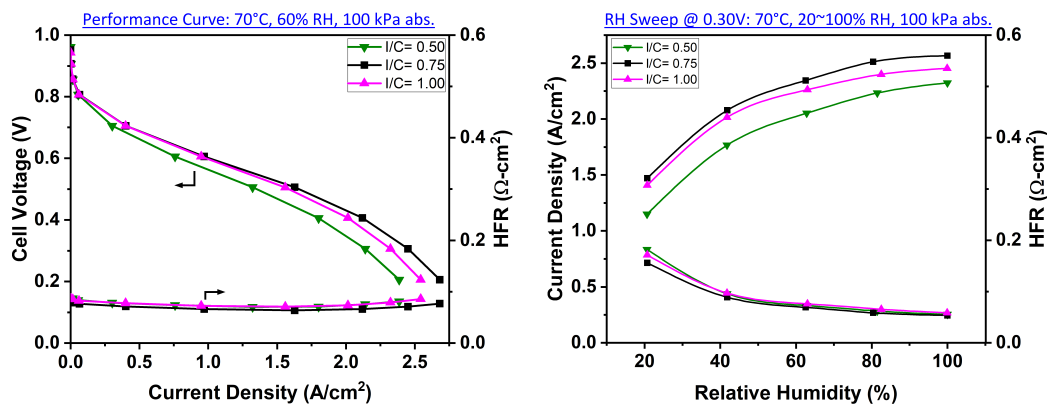 Performance Curve: 70°C, 60% RH, 100 kPa abs.
1.0
0.8
0.6
0.4
0.2
0.0
Cell Voltage (V)
I/C= 0.50
I/C= 0.75
I/C= 1.00
0.6
0.4
0.2
0.0
HFR (Ω-cm²)
0.0 0.5 1.0 1.5 2.0 2.5
Current Density (A/cm²)
RH Sweep @ 0.30V: 70°C, 20~100% RH, 100 kPa abs.
2.5
2.0
1.5
1.0
0.5
0.0
Current Density (A/cm²)
I/C= 0.50
I/C= 0.75
I/C= 1.00
0.6
0.4
0.2
0.0
HFR (Ω-cm²)
20 40 60 80 100
Relative Humidity (%)